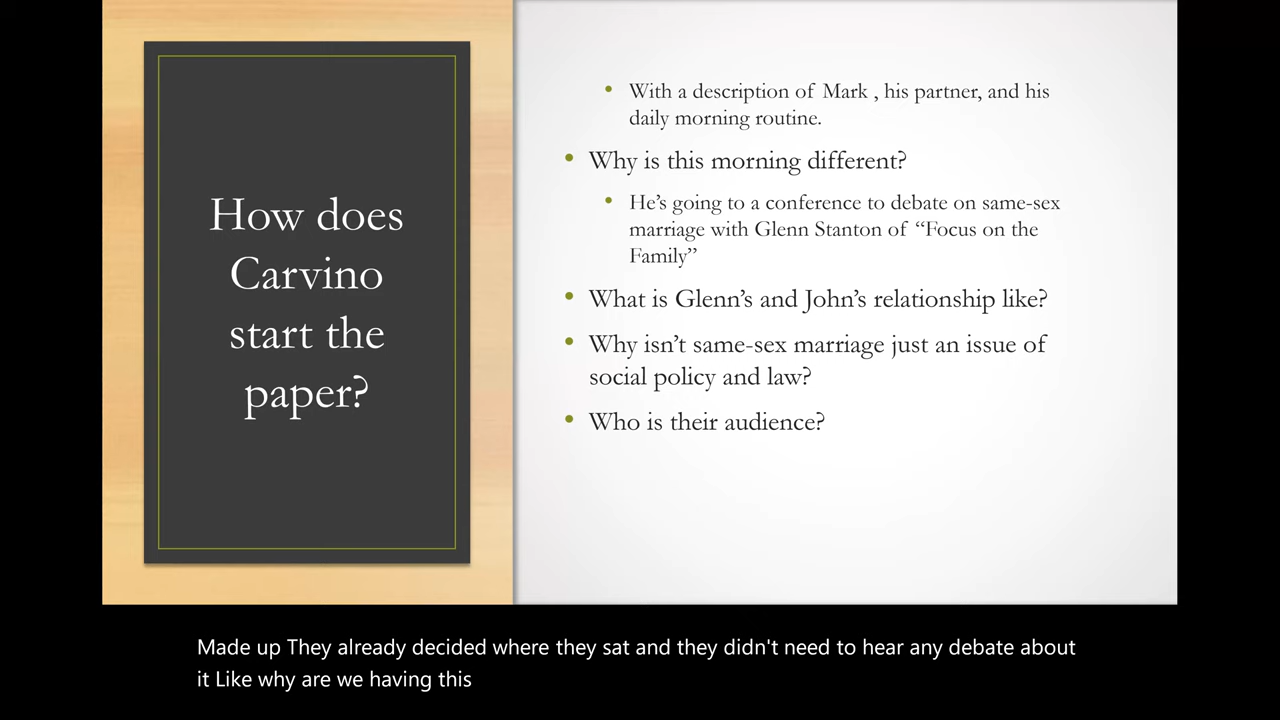 How does
Carvino
start the
paper?
• With a description of Mark , his partner, and his
daily morning routine.
• Why is this morning different?
• He’s going to a conference to debate on same-sex
marriage with Glenn Stanton of “Focus on the
Family”
• What is Glenn’s and John’s relationship like?
• Why isn’t same-sex marriage just an issue of
social policy and law?
• Who is their audience?
Made up They already decided where they sat and they didn't need to hear any debate about
it Like why are we having this